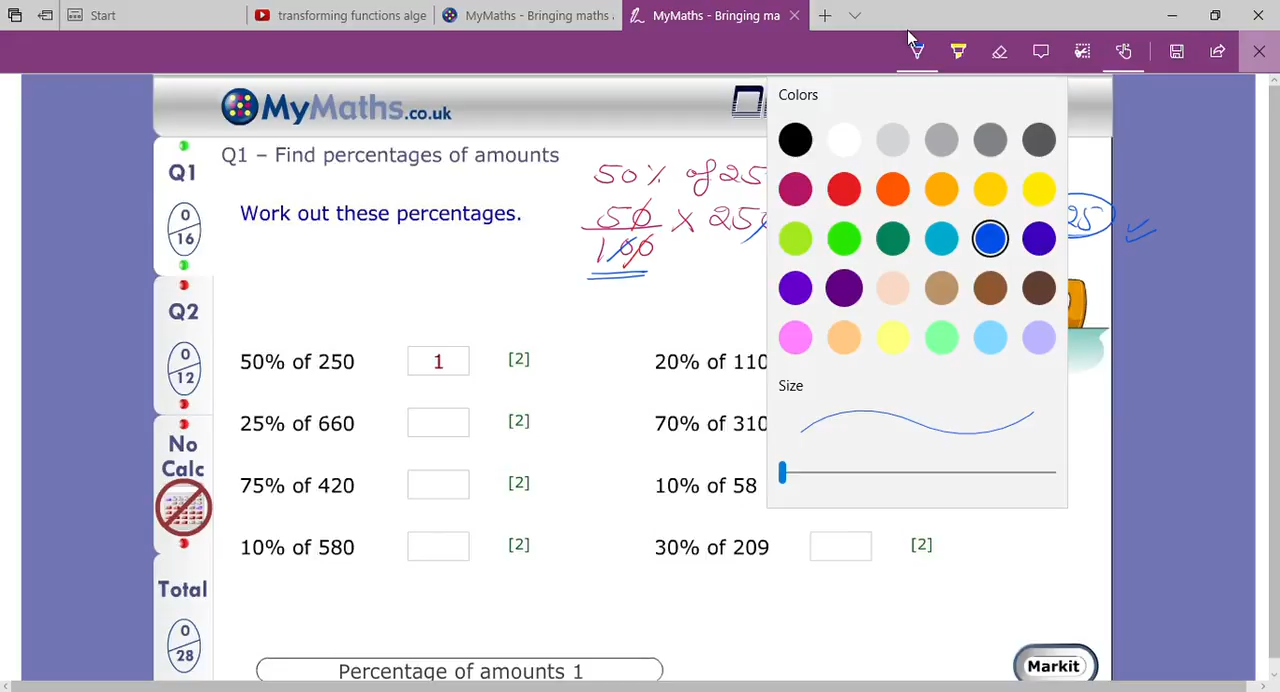 Start
transforming functions alge
MyMaths - Bringing maths
MyMaths - Bringing ma
MyMaths.co.uk
Colors
Q1 – Find percentages of amounts
50% of 25
Q1
0
16
Work out these percentages.
50 × 25
100
25
Q2
0
12
50% of 250 1 [2]
20% of 110
25% of 660 [2]
70% of 310
Size
No
Calc
75% of 420 [2]
10% of 58
10% of 580 [2]
30% of 209 [2]
Total
0
28
Percentage of amounts 1
Markit